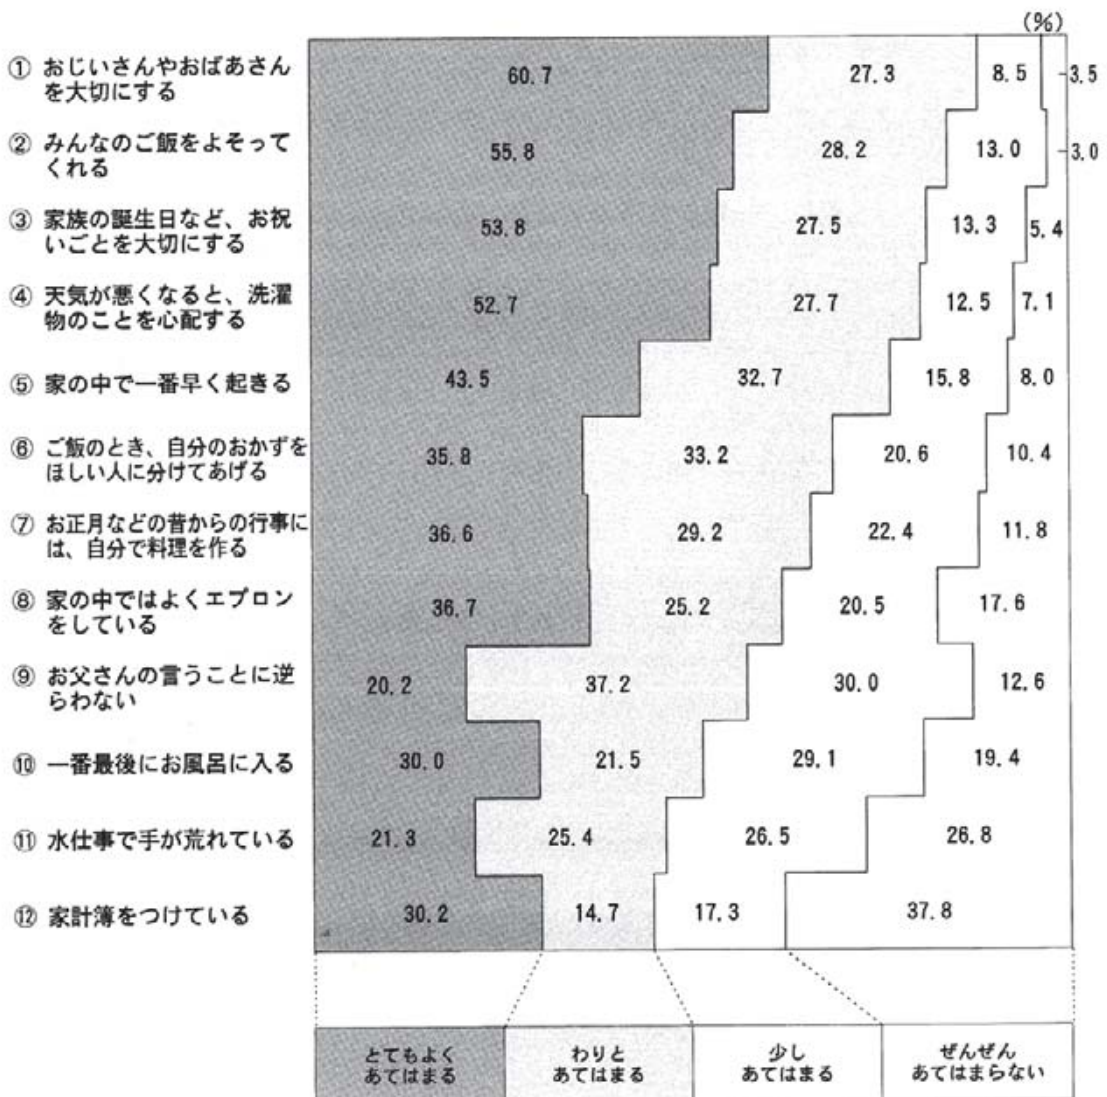 (%)
① おじいさんやおばあさん
を大切にする
60.7 27.3 8.5 3.5
② みんなのご飯をよそって
くれる
55.8 28.2 13.0 3.0
③ 家族の誕生日など、お祝
いごとを大切にする
53.8 27.5 13.3 5.4
④ 天気が悪くなると、洗濯
物のことを心配する
52.7 27.7 12.5 7.1
⑤ 家の中で一番早く起きる
43.5 32.7 15.8 8.0
⑥ ご飯のとき、自分のおかずを
ほしい人に分けてあげる
35.8 33.2 20.6 10.4
⑦ お正月などの昔からの行事に
は、自分で料理を作る
36.6 29.2 22.4 11.8
⑧ 家の中ではよくエプロン
をしている
36.7 25.2 20.5 17.6
⑨ お父さんの言うことに逆
らわない
20.2 37.2 30.0 12.6
⑩ 一番最後にお風呂に入る
30.0 21.5 29.1 19.4
⑪ 水仕事で手が荒れている
21.3 25.4 26.5 26.8
⑫ 家計簿をつけている
30.2 14.7 17.3 37.8
とてもよく
あてはまる
わりと
あてはまる
少し
あてはまる
ぜんぜん
あてはまらない